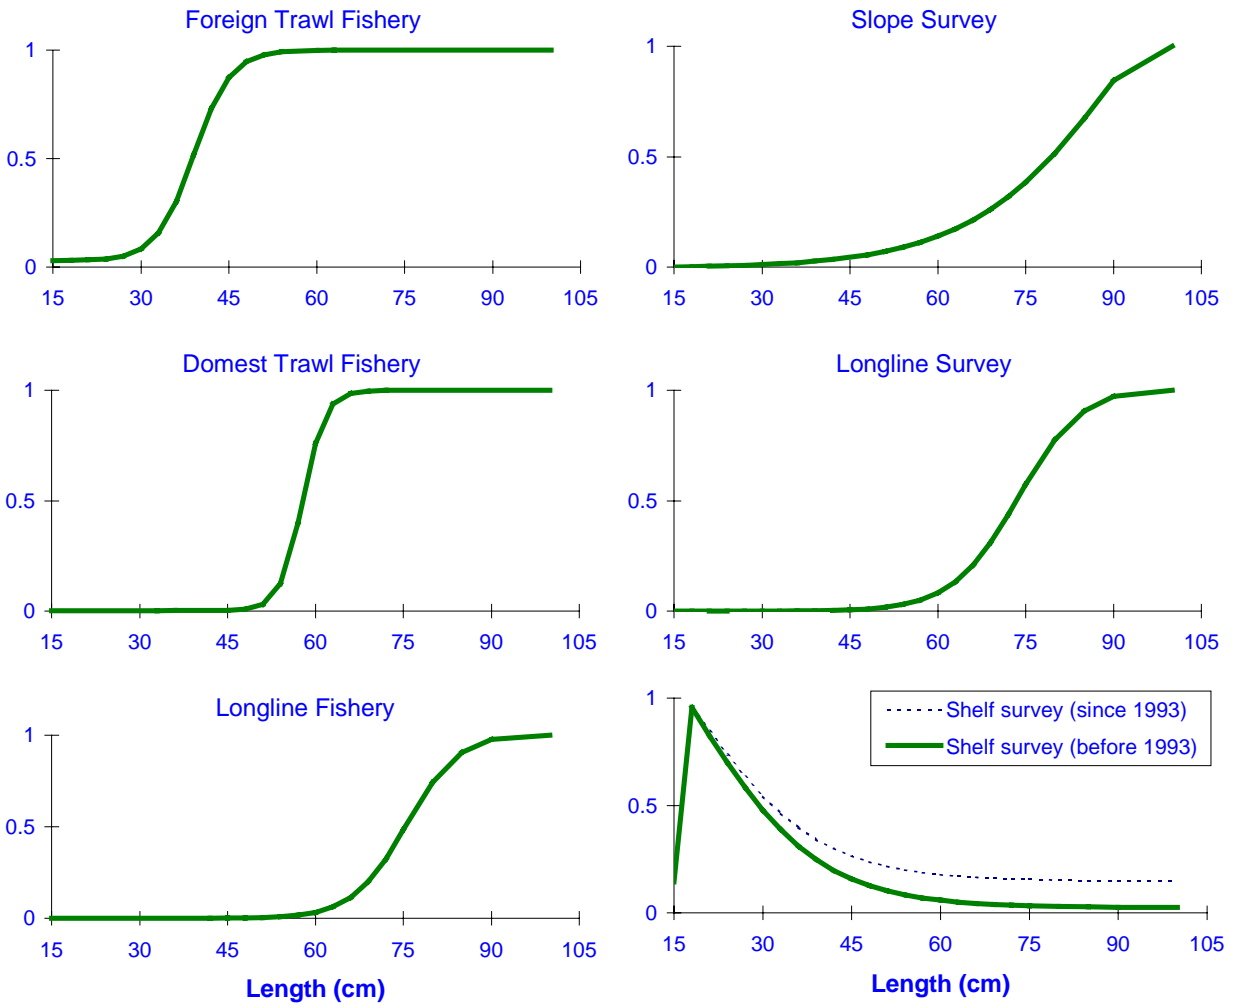 Foreign Trawl Fishery
1
0.5
0
15 30 45 60 75 90 105
Slope Survey
1
0.5
0
15 30 45 60 75 90 105
Domest Trawl Fishery
1
0.5
0
15 30 45 60 75 90 105
Longline Survey
1
0.5
0
15 30 45 60 75 90 105
Longline Fishery
1
0.5
0
15 30 45 60 75 90 105
Length (cm)
Shelf survey (since 1993)
Shelf survey (before 1993)
1
0.5
0
15 30 45 60 75 90 105
Length (cm)